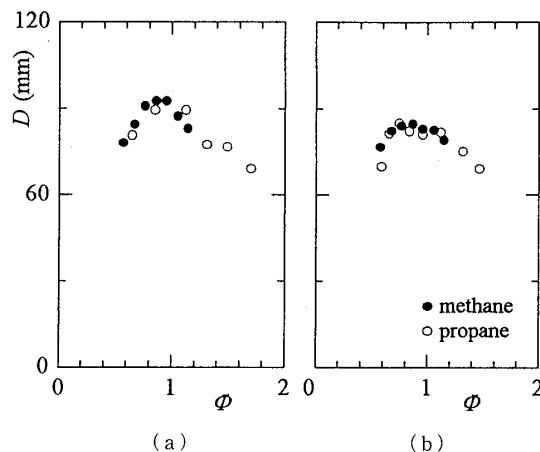 120
D (mm)
60
0
0 1 Φ 2
0 1 Φ 2
● methane
○ propane
(a)
(b)